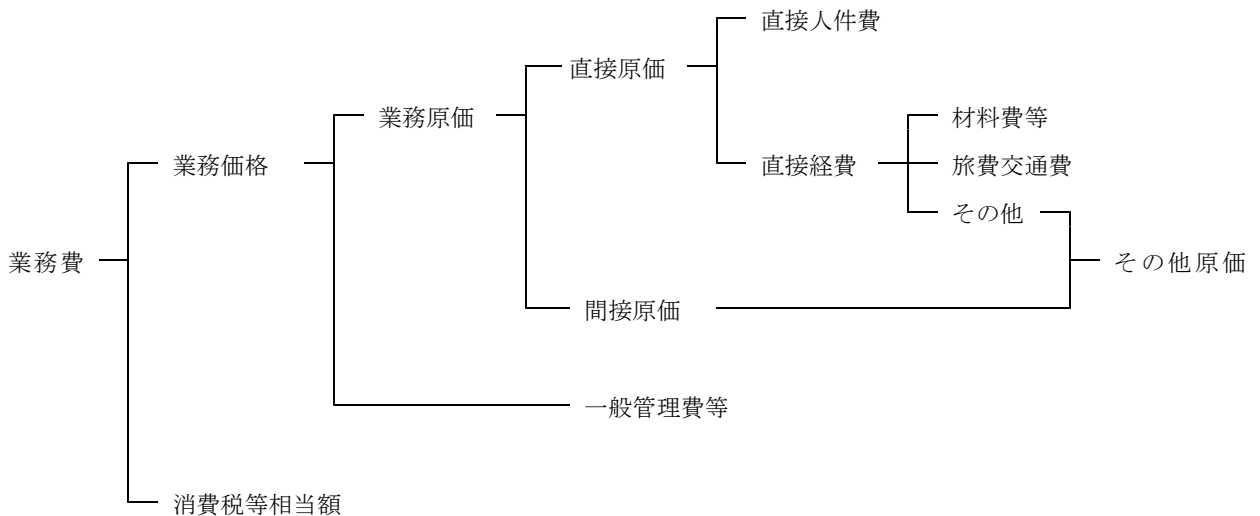 直接人件費
直接原価
業務原価
材料費等
業務価格
直接経費
旅費交通費
その他
業務費
その他原価
間接原価
一般管理費等
消費税等相当額